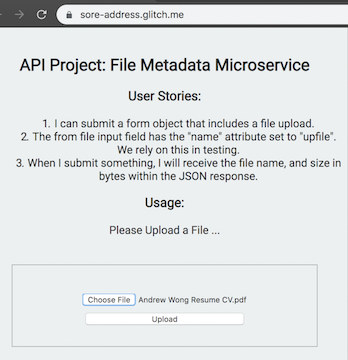 sore-address.glitch.me
API Project: File Metadata Microservice
User Stories:
1. I can submit a form object that includes a file upload.
2. The from file input field has the "name" attribute set to "upfile".
We rely on this in testing.
3. When I submit something, I will receive the file name, and size in
bytes within the JSON response.
Usage:
Please Upload a File ...
Choose File Andrew Wong Resume CV.pdf
Upload